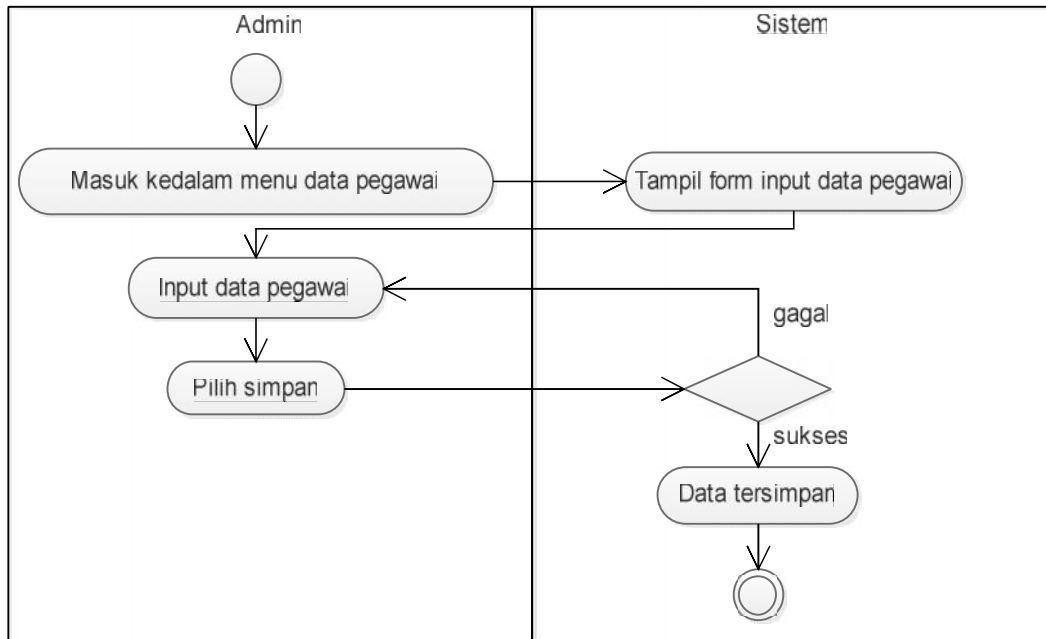 Admin
Sistem
Masuk kedalam menu data pegawai
Tampil form input data pegawai
Input data pegawai
gagal
Pilih simpan
sukses
Data tersimpan